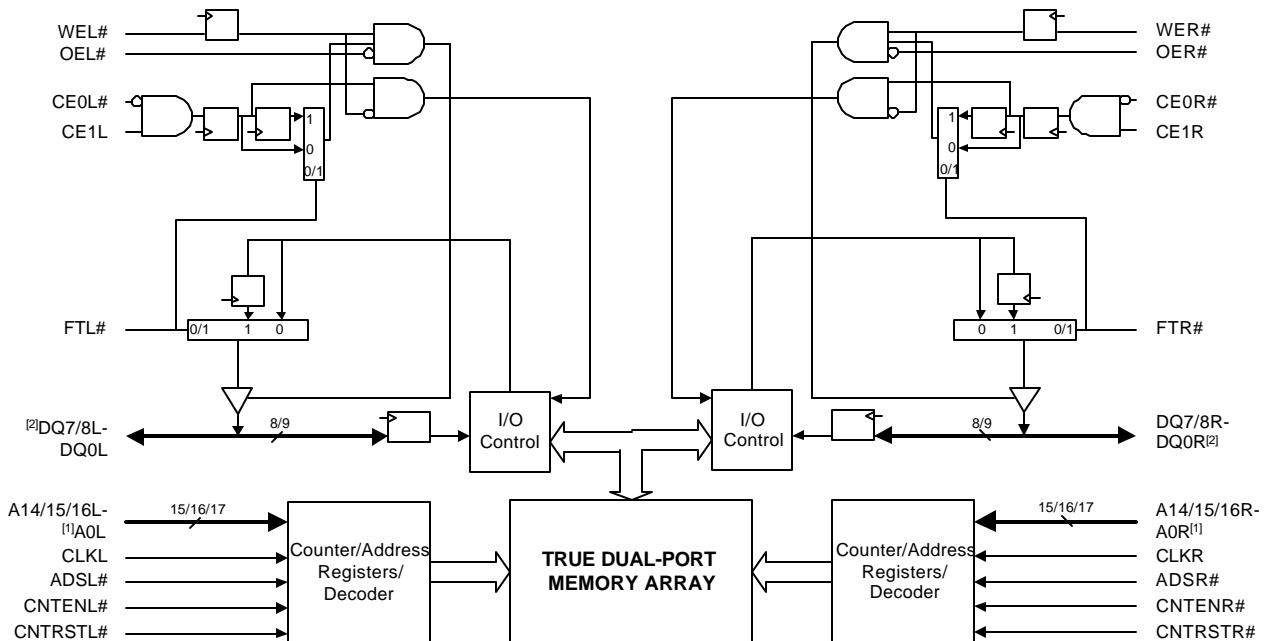 WEL#
OEL#
CE0L#
CE1L
1
0
0/1
FTL#
0/1 1 0
[2]DQ7/8L-
DQ0L
8/9
I/O
Control
A14/15/16L-
[1]A0L
15/16/17
CLKL
ADSL#
CNTENL#
CNTRSTL#
Counter/Address
Registers/
Decoder
TRUE DUAL-PORT
MEMORY ARRAY
WER#
OER#
CE0R#
CE1R
1
0
0/1
FTR#
0 1 0/1
I/O
Control
8/9
DQ7/8R-
DQ0R[2]
Counter/Address
Registers/
Decoder
15/16/17
A14/15/16R-
A0R[1]
CLKR
ADSR#
CNTENR#
CNTRSTR#